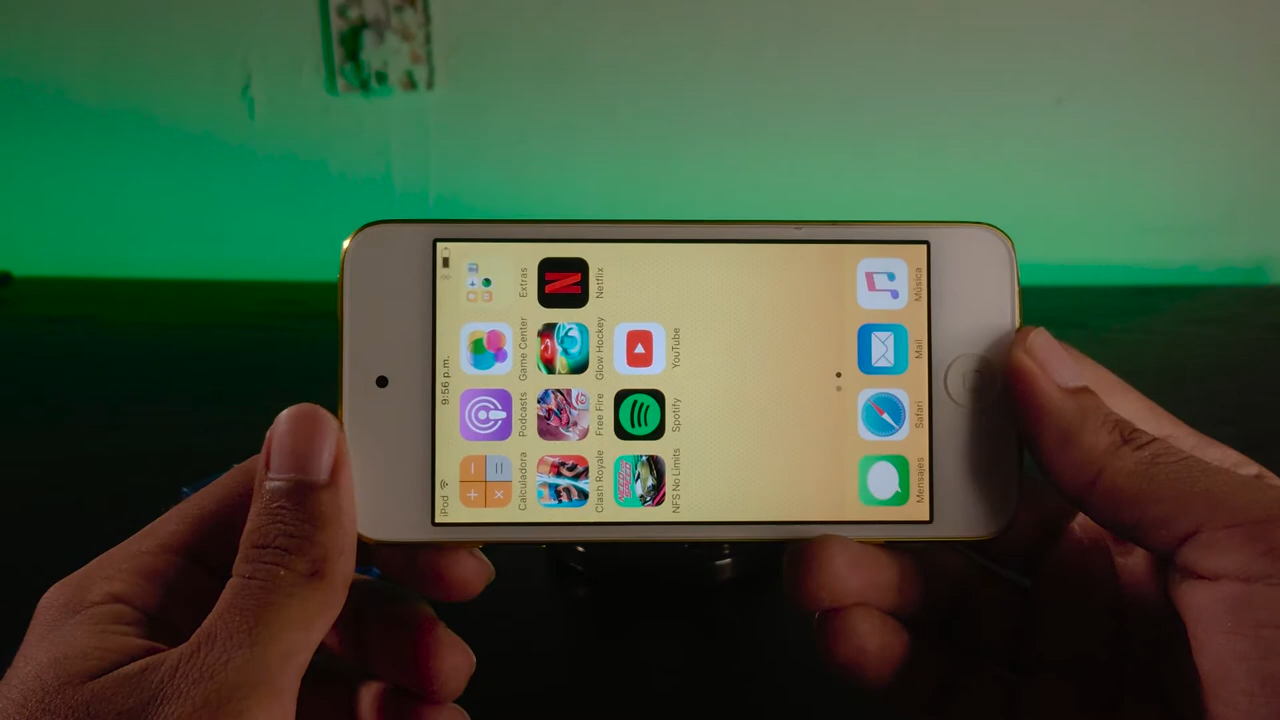 iPod 9:56 p.m.
Calculadora Podcasts Game Center Extras
Clash Royale Free Fire Glow Hockey Netflix
NFS No Limits Spotify YouTube
Mensajes Safari Mail Música